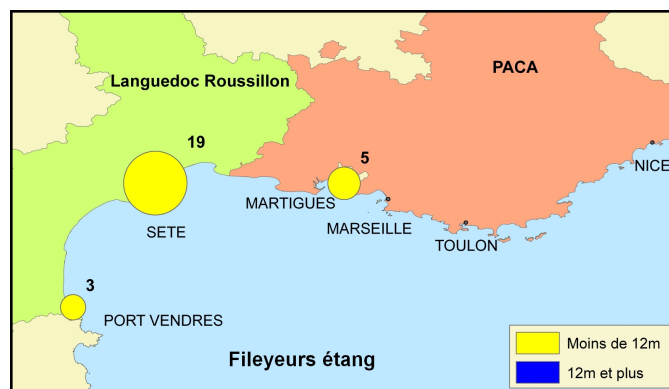 PACA
Languedoc Roussillon
19
5
NICE
MARTIGUES
MARSEILLE
SETE
TOULON
3
PORT VENDRES
Fileyeurs étang
Moins de 12m
12m et plus